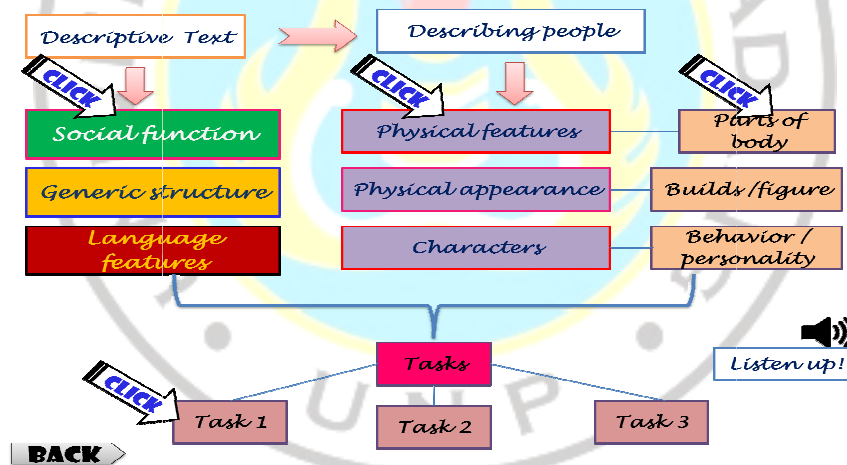 Descriptive Text
Describing people
CLICK
CLICK
CLICK
Social function
Physical features
Parts of
body
Generic structure
Physical appearance
Builds /figure
Language
features
Characters
Behavior /
personality
Tasks
Listen up!
CLICK
Task 1
Task 2
Task 3
UNP
BACK